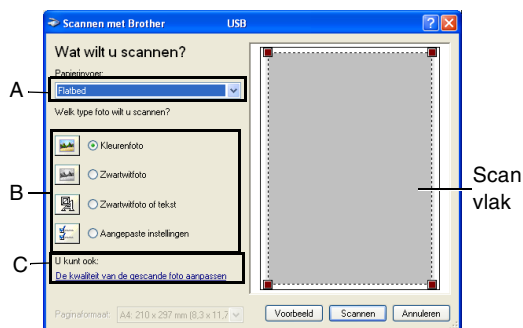 Scannen met Brother USB
Wat wilt u scannen?
Papierinvoer:
A
Flatbed
Welk type foto wilt u scannen?
Kleurenfoto
Zwartwitfoto
B
Zwartwitfoto of tekst
Aangepaste instellingen
Scan
vlak
C
U kunt ook:
De kwaliteit van de gescande foto aanpassen
Paginaformaat: A4: 210 x 297 mm (8,3 x 11,7
Voorbeeld Scannen Annuleren